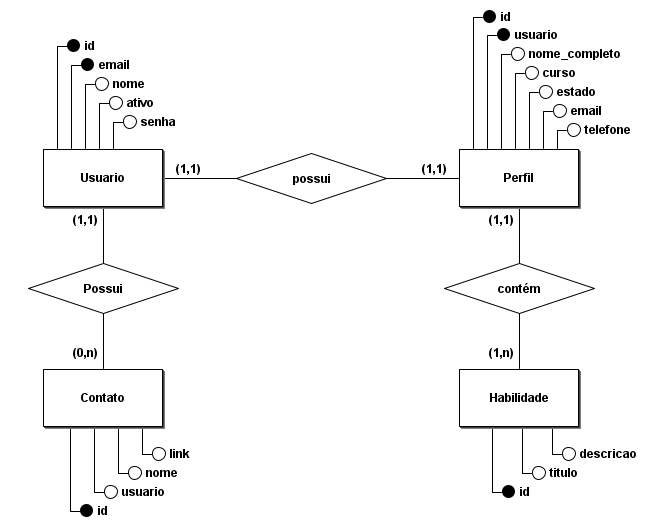 id
email
nome
ativo
senha
id
usuario
nome_completo
curso
estado
email
telefone
Usuario
(1,1)
possui
(1,1)
Perfil
(1,1)
(1,1)
Possui
contém
(0,n)
(1,n)
Contato
Habilidade
link
nome
usuario
id
descricao
titulo
id